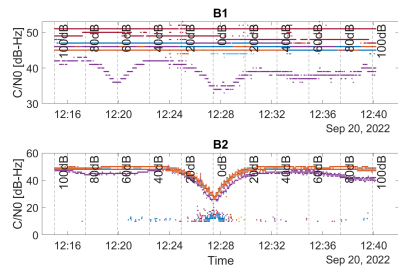 B1
C/N0 [dB-Hz]
50
40
30
100dB
80dB
60dB
40dB
20dB
0dB
20dB
40dB
60dB
80dB
100dB
12:16 12:20 12:24 12:28 12:32 12:36 12:40
Sep 20, 2022
B2
C/N0 [dB-Hz]
60
40
20
0
100dB
80dB
60dB
40dB
20dB
0dB
20dB
40dB
60dB
80dB
100dB
12:16 12:20 12:24 12:28 12:32 12:36 12:40
Time
Sep 20, 2022